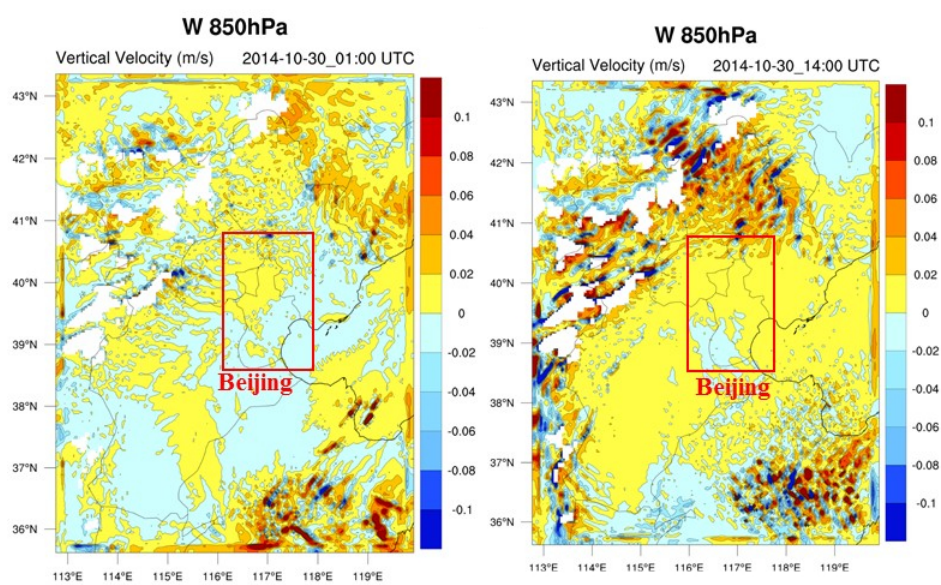 W 850hPa
Vertical Velocity (m/s) 2014-10-30_01:00 UTC
43°N
42°N
41°N
40°N
39°N
38°N
37°N
36°N
113°E 114°E 115°E 116°E 117°E 118°E 119°E
0.1
0.08
0.06
0.04
0.02
0
-0.02
-0.04
-0.06
-0.08
-0.1
Beijing
W 850hPa
Vertical Velocity (m/s) 2014-10-30_14:00 UTC
43°N
42°N
41°N
40°N
39°N
38°N
37°N
36°N
113°E 114°E 115°E 116°E 117°E 118°E 119°E
0.1
0.08
0.06
0.04
0.02
0
-0.02
-0.04
-0.06
-0.08
-0.1
Beijing